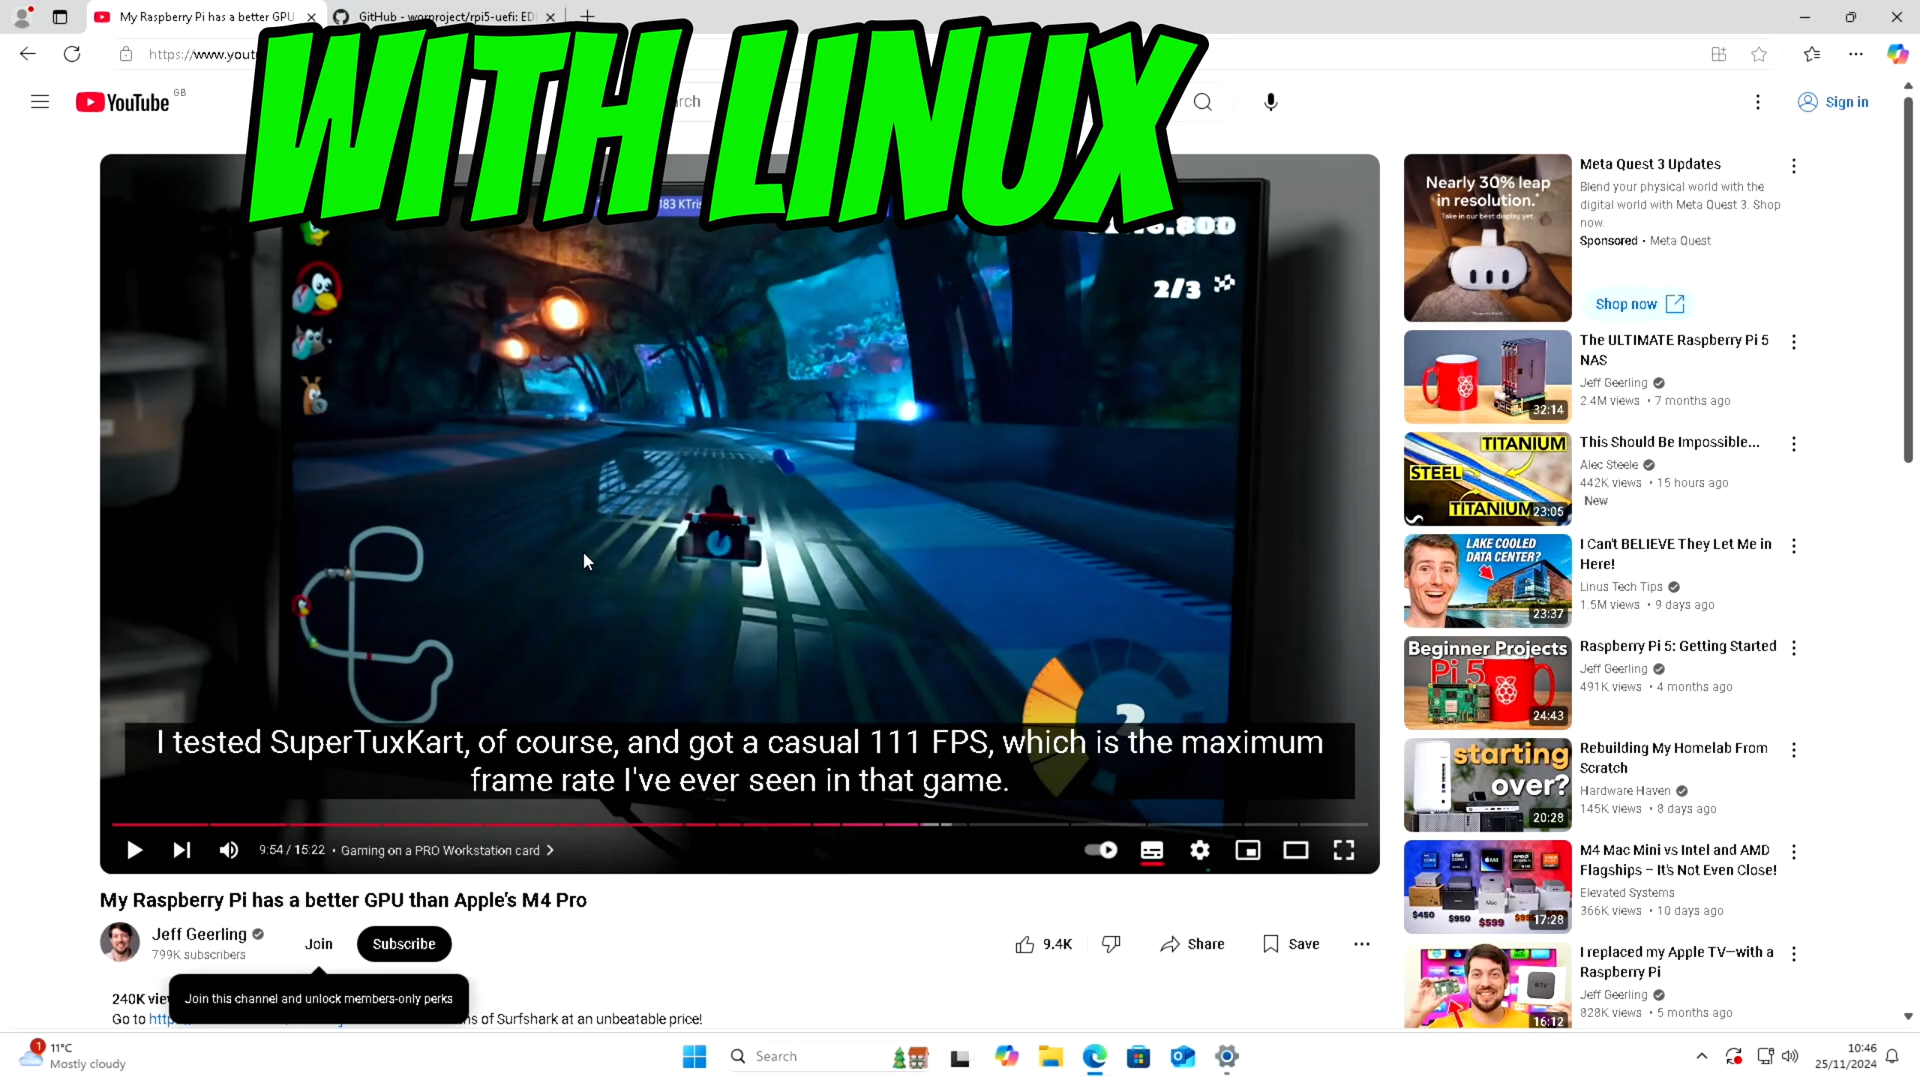 My Raspberry Pi has a better GPU
GitHub - worproject/rpi5-uefi: EDI
https://www.yout
WITH LINUX
YouTube GB
Sign in
2/3
2
I tested SuperTuxKart, of course, and got a casual 111 FPS, which is the maximum
frame rate I've ever seen in that game.
9:54 / 15:22 • Gaming on a PRO Workstation card
My Raspberry Pi has a better GPU than Apple's M4 Pro
Jeff Geerling
799K subscribers
Join
Subscribe
9.4K
Share
Save
Join this channel and unlock members-only perks
240K
Go to
of Surfshark at an unbeatable price!
Nearly 30% leap
in resolution.*
Take in our best display yet.
Meta Quest 3 Updates
Blend your physical world with the
digital world with Meta Quest 3. Shop
now.
Sponsored • Meta Quest
Shop now
32:14
The ULTIMATE Raspberry Pi 5
NAS
Jeff Geerling
2.4M views • 7 months ago
TITANIUM
STEEL
TITANIUM
23:05
This Should Be Impossible...
Alec Steele
442K views • 15 hours ago
New
LAKE COOLED
DATA CENTER?
23:37
I Can't BELIEVE They Let Me in
Here!
Linus Tech Tips
1.5M views • 9 days ago
Beginner Projects
Pi 5
24:43
Raspberry Pi 5: Getting Started
Jeff Geerling
491K views • 4 months ago
starting
over?
20:28
Rebuilding My Homelab From
Scratch
Hardware Haven
145K views • 8 days ago
$450 $950 $599
17:28
M4 Mac Mini vs Intel and AMD
Flagships – It's Not Even Close!
Elevated Systems
366K views • 10 days ago
16:12
I replaced my Apple TV—with a
Raspberry Pi
Jeff Geerling
828K views • 5 months ago
1
11°C
Mostly cloudy
Search
10:46
25/11/2024